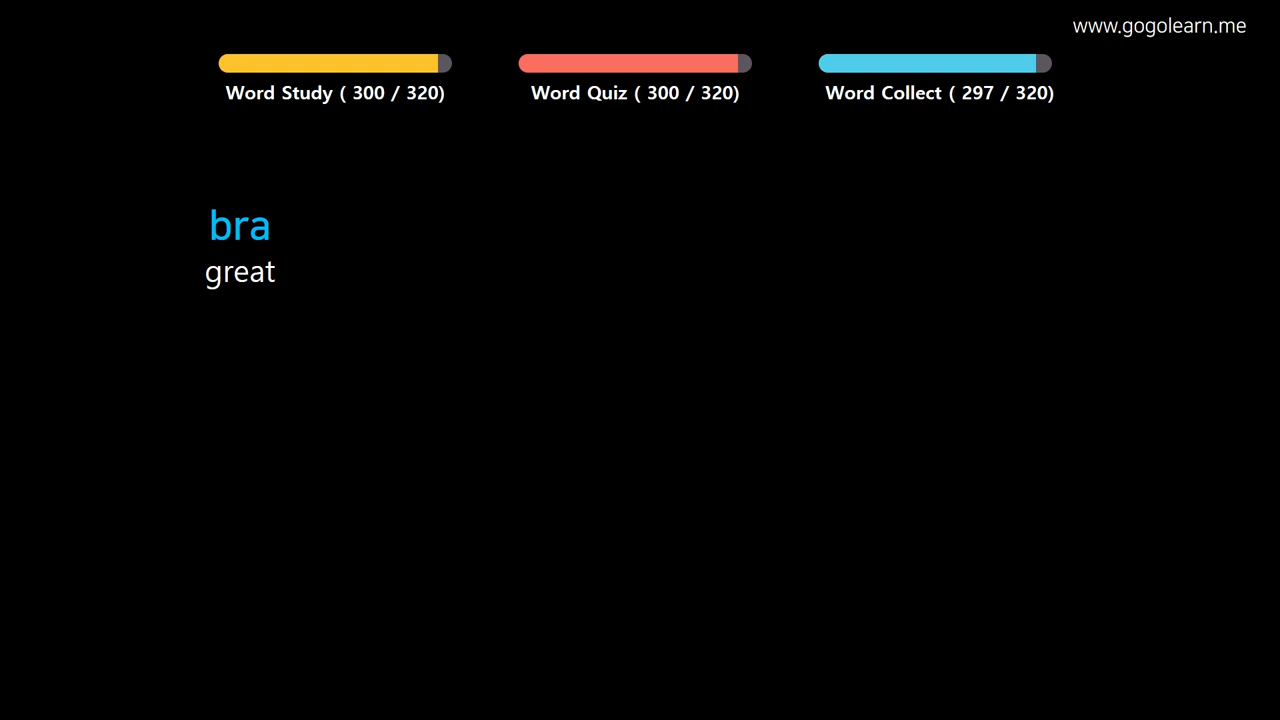 www.gogolearn.me
Word Study ( 300 / 320)
Word Quiz ( 300 / 320)
Word Collect ( 297 / 320)
bra
great